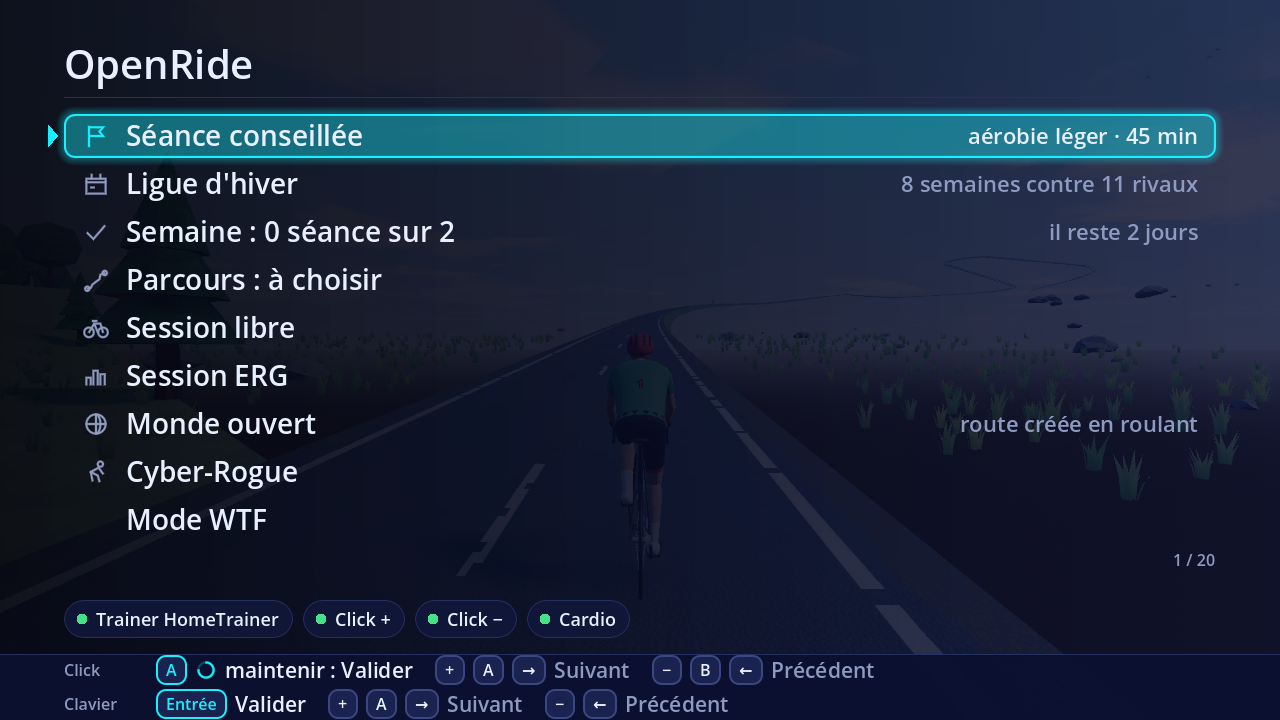 OpenRide
Séance conseillée aérobie léger · 45 min
Ligue d'hiver 8 semaines contre 11 rivaux
Semaine : 0 séance sur 2 il reste 2 jours
Parcours : à choisir
Session libre
Session ERG
Monde ouvert route créée en roulant
Cyber-Rogue
Mode WTF
1 / 20
Trainer HomeTrainer Click + Click − Cardio
Click A maintenir : Valider + A → Suivant − B ← Précédent
Clavier Entrée Valider + A → Suivant − ← Précédent